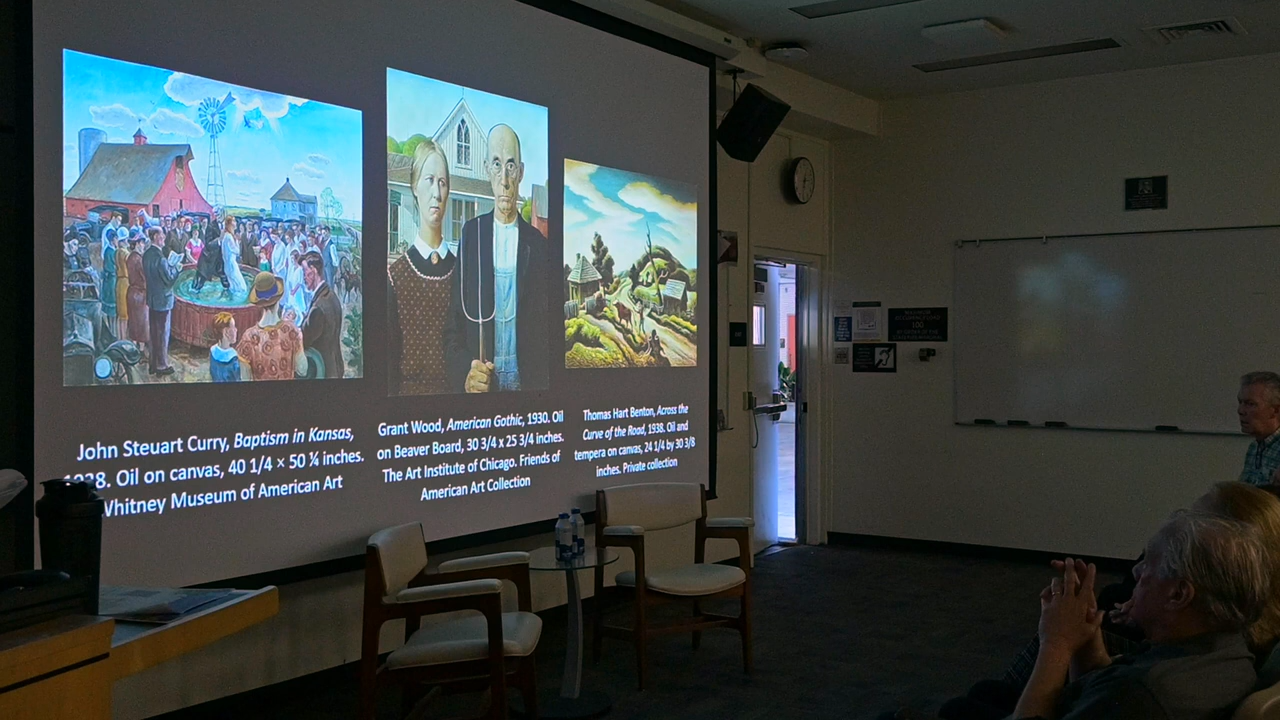 John Steuart Curry, Baptism in Kansas,
1928. Oil on canvas, 40 1/4 × 50 ¼ inches.
Whitney Museum of American Art
Grant Wood, American Gothic, 1930. Oil
on Beaver Board, 30 3/4 x 25 3/4 inches.
The Art Institute of Chicago. Friends of
American Art Collection
Thomas Hart Benton, Across the
Curve of the Road, 1938. Oil and
tempera on canvas, 24 1/4 by 30 3/8
inches. Private collection